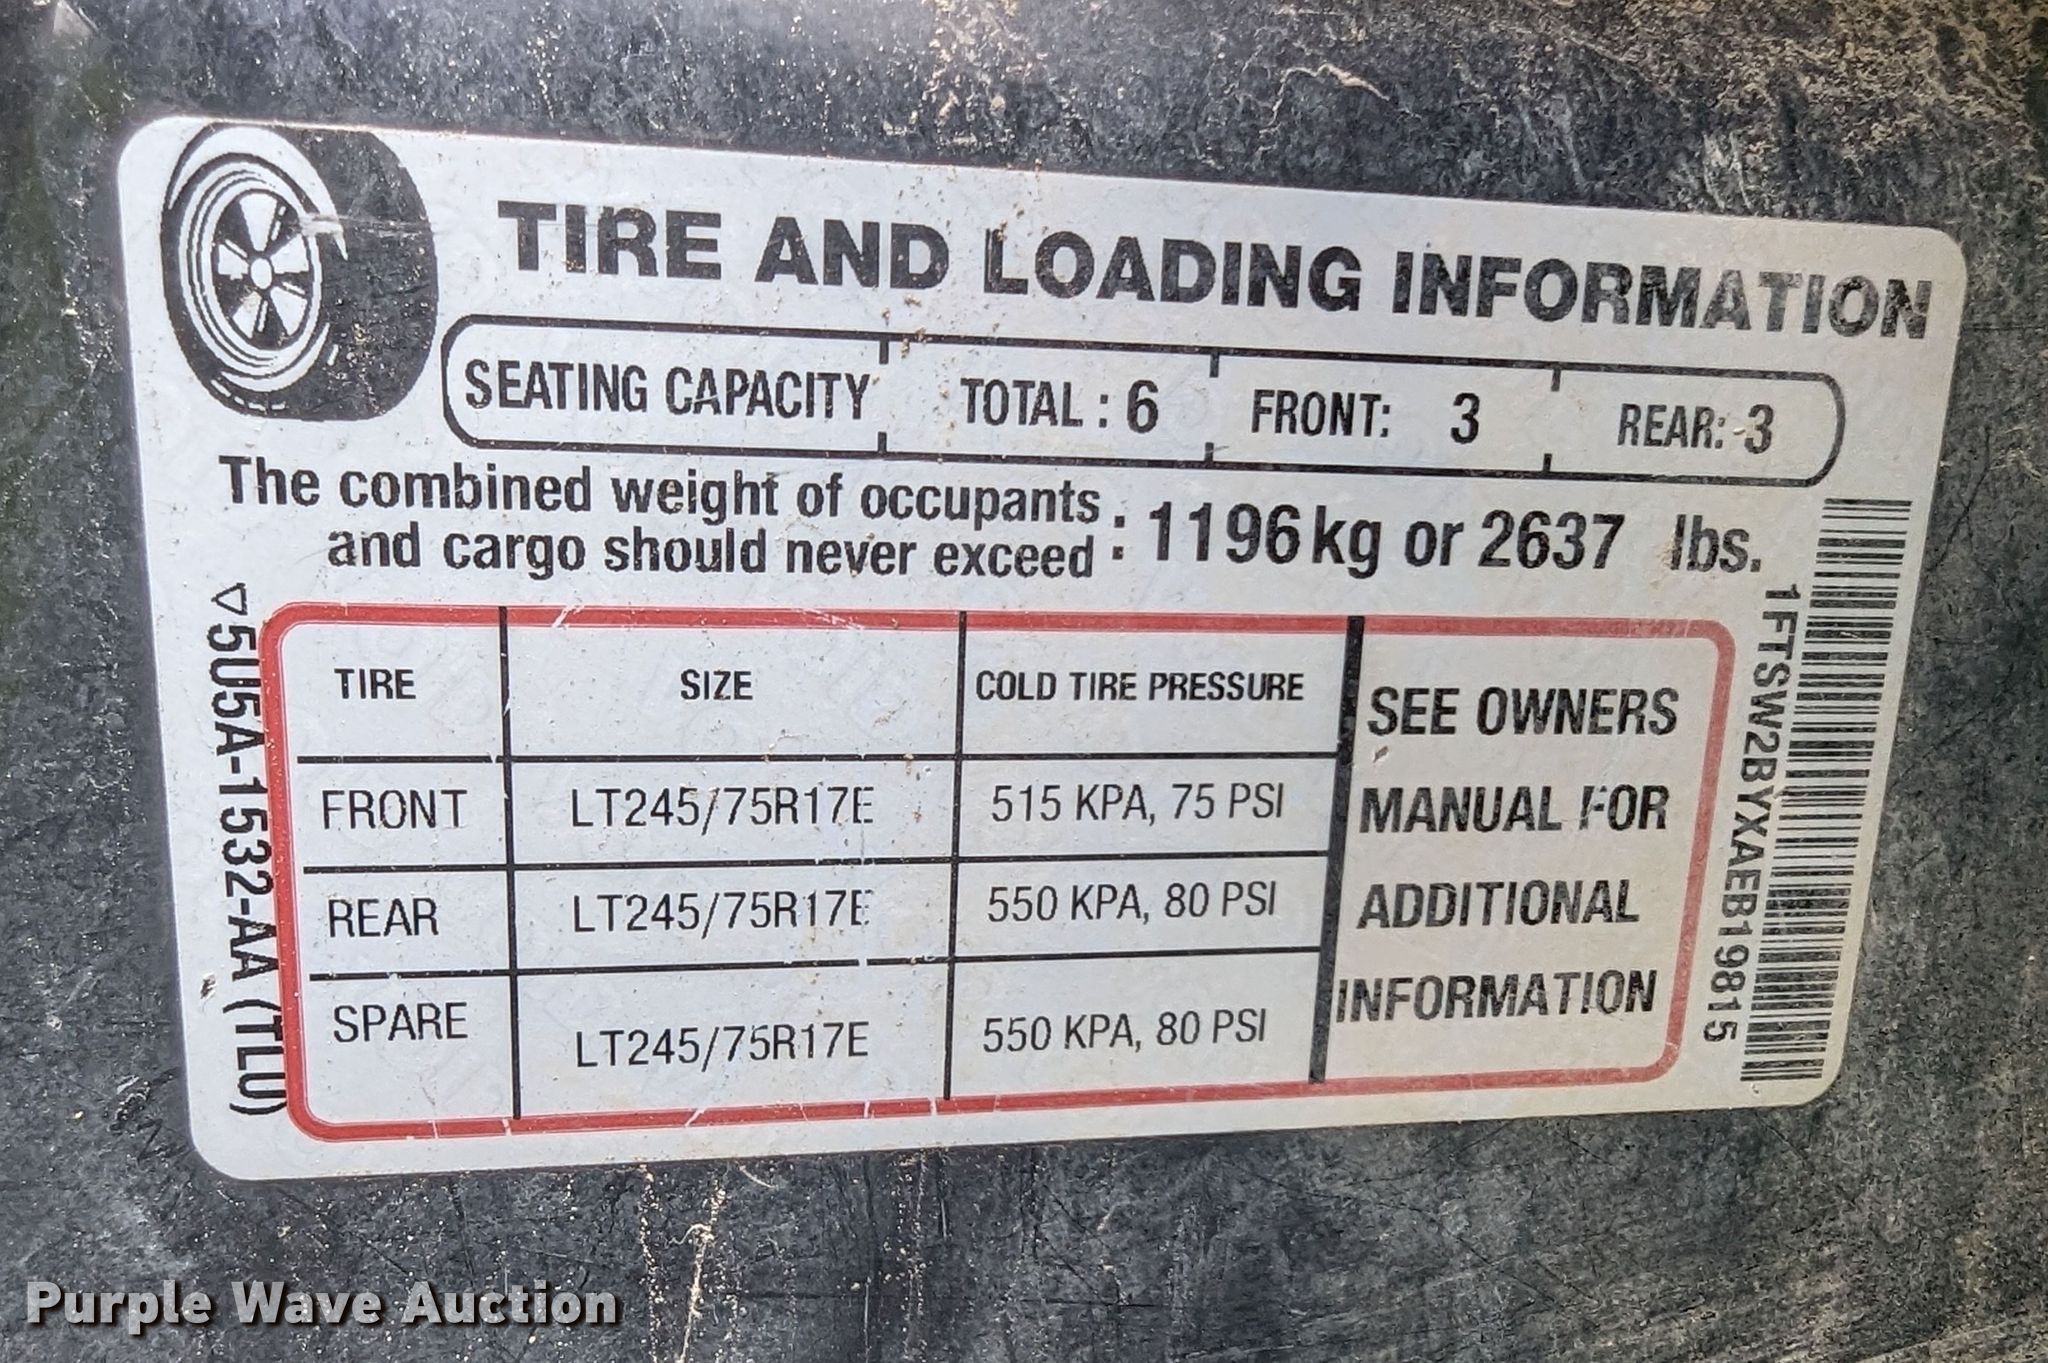 TIRE AND LOADING INFORMATION
SEATING CAPACITY TOTAL : 6 FRONT: 3 REAR: 3
The combined weight of occupants
and cargo should never exceed : 1196kg or 2637 lbs.
TIRE SIZE COLD TIRE PRESSURE
FRONT LT245/75R17E 515 KPA, 75 PSI
REAR LT245/75R17E 550 KPA, 80 PSI
SPARE LT245/75R17E 550 KPA, 80 PSI
SEE OWNERS
MANUAL FOR
ADDITIONAL
INFORMATION
5U5A-1532-AA (TLU)
1FTSW2BYXAEB19815
Purple Wave Auction